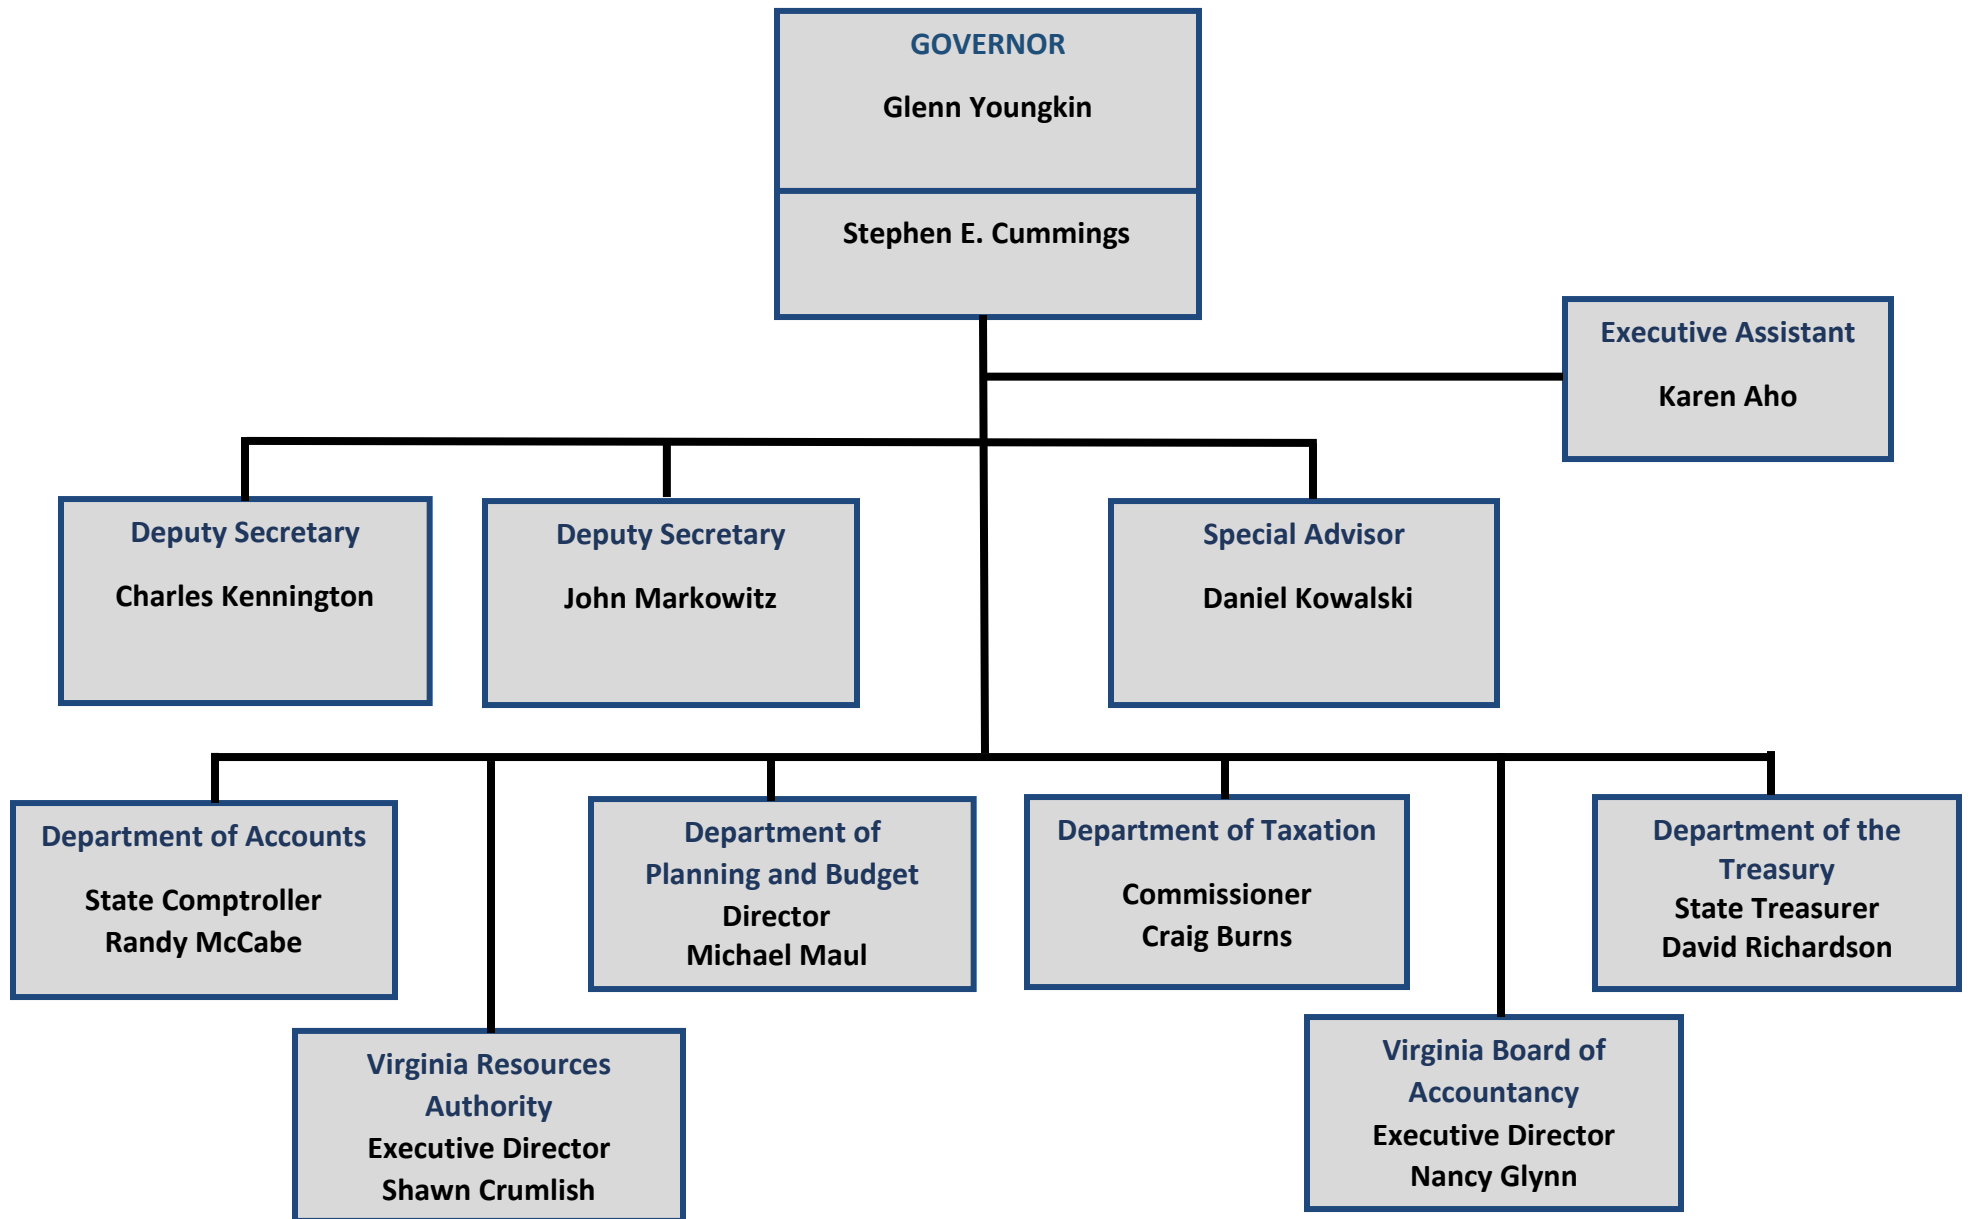 GOVERNOR
Glenn Youngkin
Stephen E. Cummings
Executive Assistant
Karen Aho
Deputy Secretary
Charles Kennington
Deputy Secretary
John Markowitz
Special Advisor
Daniel Kowalski
Department of Accounts
State Comptroller
Randy McCabe
Department of
Planning and Budget
Director
Michael Maul
Department of Taxation
Commissioner
Craig Burns
Department of the
Treasury
State Treasurer
David Richardson
Virginia Resources
Authority
Executive Director
Shawn Crumlish
Virginia Board of
Accountancy
Executive Director
Nancy Glynn